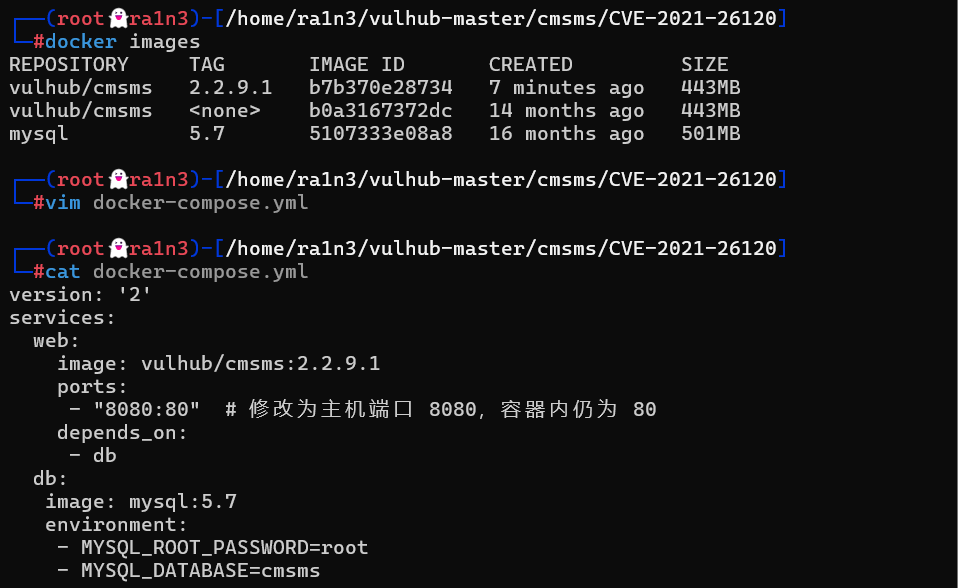 ┌──(root👻ra1n3)-[/home/ra1n3/vulhub-master/cmsms/CVE-2021-26120]
└─#docker images
REPOSITORY     TAG       IMAGE ID       CREATED         SIZE
vulhub/cmsms   2.2.9.1   b7b370e28734   7 minutes ago   443MB
vulhub/cmsms   <none>    b0a3167372dc   14 months ago   443MB
mysql          5.7       5107333e08a8   16 months ago   501MB
┌──(root👻ra1n3)-[/home/ra1n3/vulhub-master/cmsms/CVE-2021-26120]
└─#vim docker-compose.yml
┌──(root👻ra1n3)-[/home/ra1n3/vulhub-master/cmsms/CVE-2021-26120]
└─#cat docker-compose.yml
version: '2'
services:
  web:
    image: vulhub/cmsms:2.2.9.1
    ports:
     - "8080:80"  # 修改为主机端口 8080，容器内仍为 80
    depends_on:
     - db
  db:
   image: mysql:5.7
   environment:
    - MYSQL_ROOT_PASSWORD=root
    - MYSQL_DATABASE=cmsms